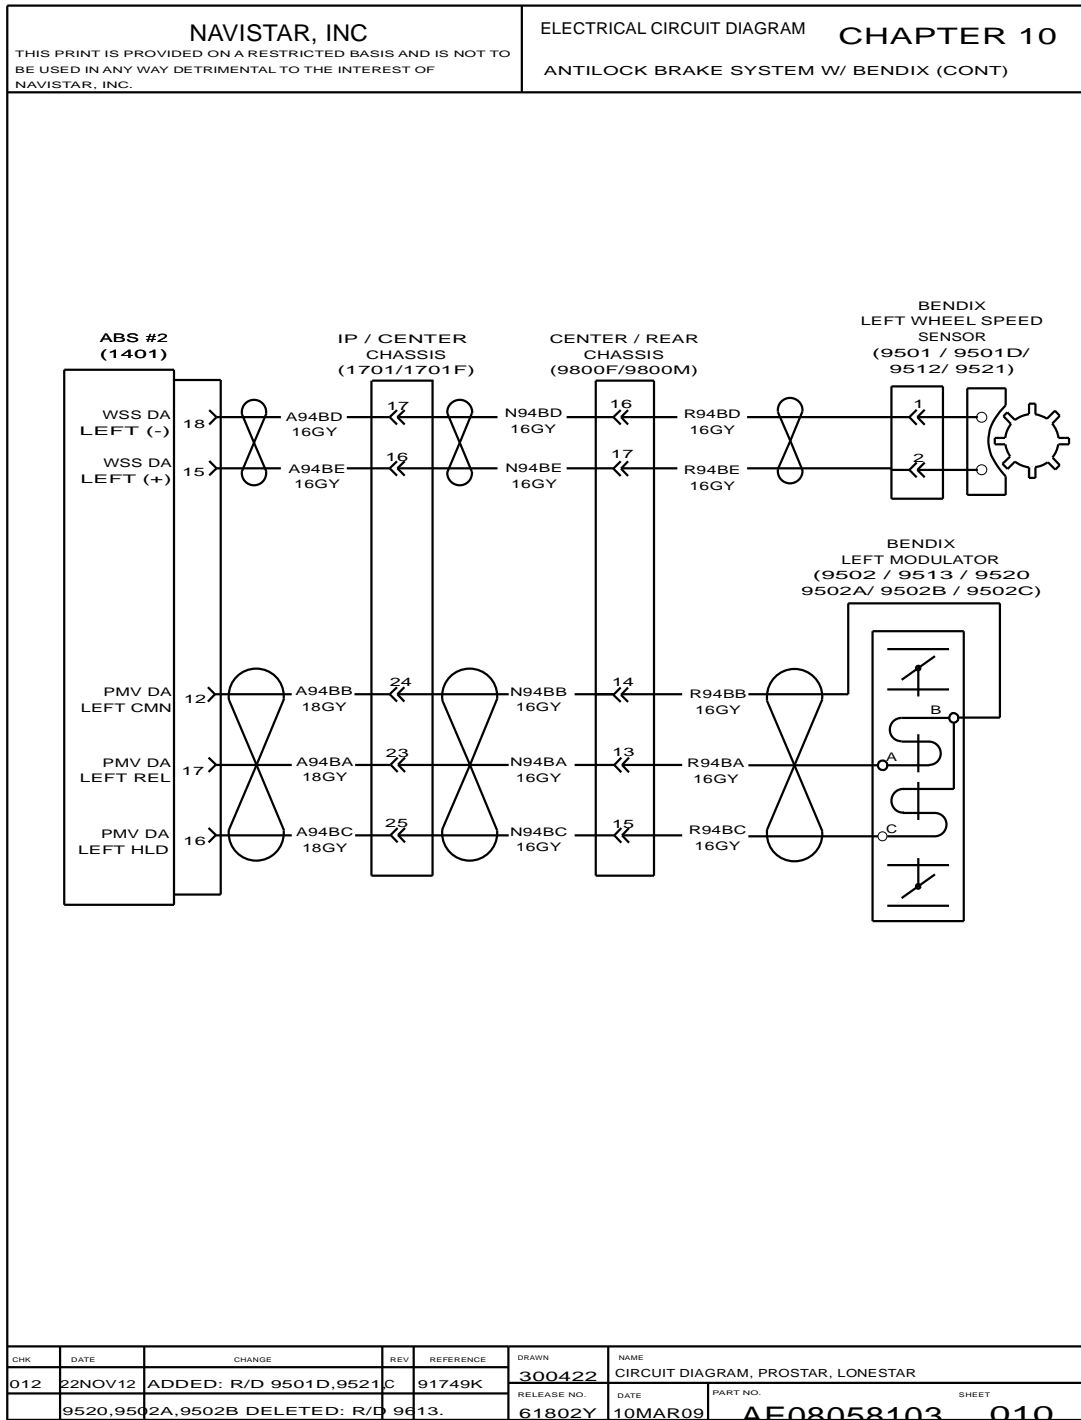 NAVISTAR, INC
THIS PRINT IS PROVIDED ON A RESTRICTED BASIS AND IS NOT TO
BE USED IN ANY WAY DETRIMENTAL TO THE INTEREST OF
NAVISTAR, INC.
ELECTRICAL CIRCUIT DIAGRAM CHAPTER 10
ANTILOCK BRAKE SYSTEM W/ BENDIX (CONT)
ABS #2
(1401)
IP / CENTER
CHASSIS
(1701/1701F)
CENTER / REAR
CHASSIS
(9800F/9800M)
BENDIX
LEFT WHEEL SPEED
SENSOR
(9501 / 9501D/
9512/ 9521)
WSS DA
LEFT (-)
18
A94BD
16GY
17
N94BD
16GY
16
R94BD
16GY
1
WSS DA
LEFT (+)
15
A94BE
16GY
16
N94BE
16GY
17
R94BE
16GY
2
BENDIX
LEFT MODULATOR
(9502 / 9513 / 9520
9502A/ 9502B / 9502C)
PMV DA
LEFT CMN
12
A94BB
18GY
24
N94BB
16GY
14
R94BB
16GY
B
PMV DA
LEFT REL
17
A94BA
18GY
23
N94BA
16GY
13
R94BA
16GY
A
PMV DA
LEFT HLD
16
A94BC
18GY
25
N94BC
16GY
15
R94BC
16GY
C
CHK DATE CHANGE REV REFERENCE
012 22NOV12 ADDED: R/D 9501D,9521, C 91749K
9520,9502A,9502B DELETED: R/D 9613.
DRAWN
300422
NAME
CIRCUIT DIAGRAM, PROSTAR, LONESTAR
RELEASE NO.
61802Y
DATE
10MAR09
PART NO.
AE08058103
SHEET
010